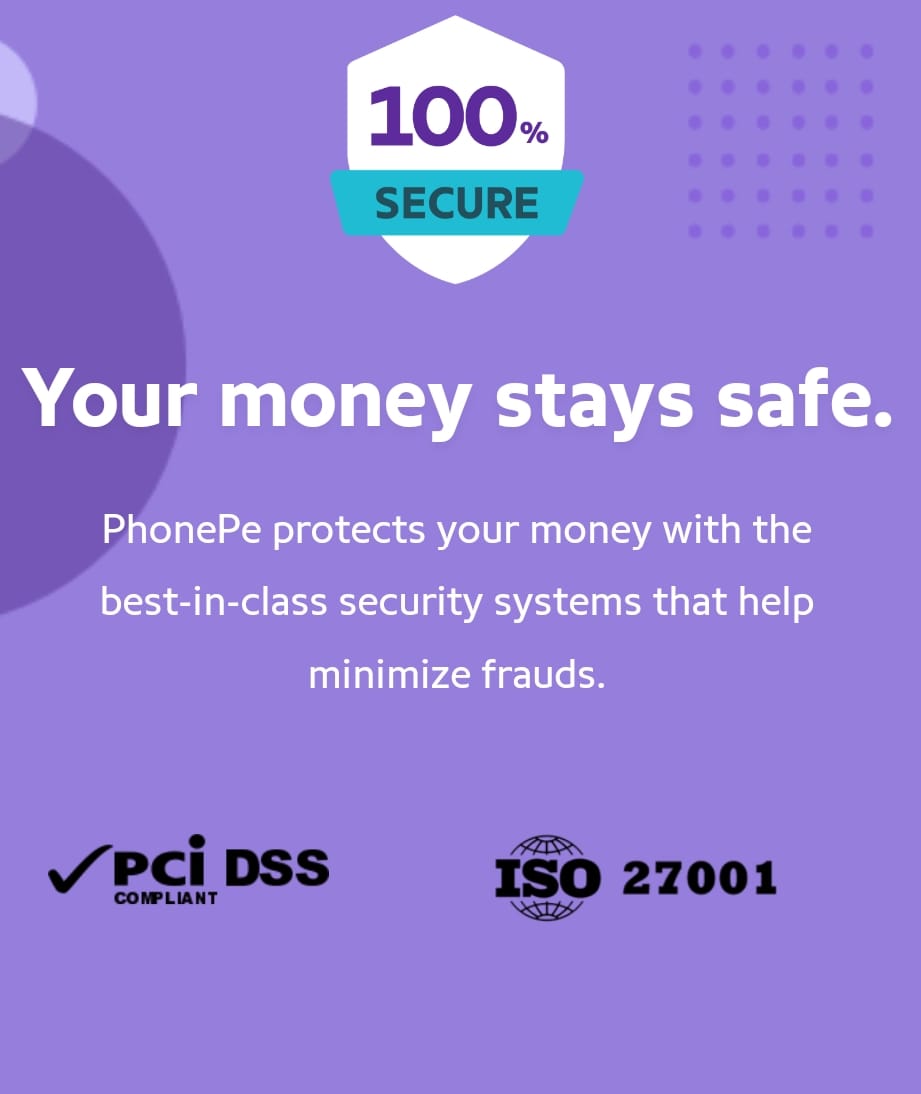 100%
SECURE
Your money stays safe.
PhonePe protects your money with the
best-in-class security systems that help
minimize frauds.
PCi DSS
COMPLIANT
ISO 27001